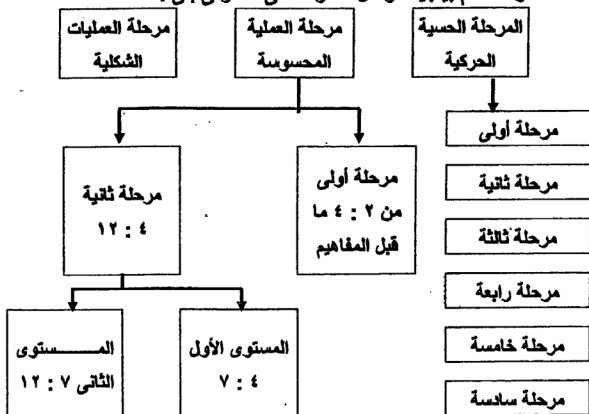 المرحلة الحسية
الحركية
مرحلة العملية
المحسوسة
مرحلة العمليات
الشكلية
مرحلة أولى
مرحلة ثانية
مرحلة ثالثة
مرحلة رابعة
مرحلة خامسة
مرحلة سادسة
مرحلة أولى
من ٢ : ٤ ما
قبل المفاهيم
مرحلة ثانية
٤ : ١٢
المستوى الأول
٤ : ٧
المـــــــستوى
الثانى ٧ : ١٢